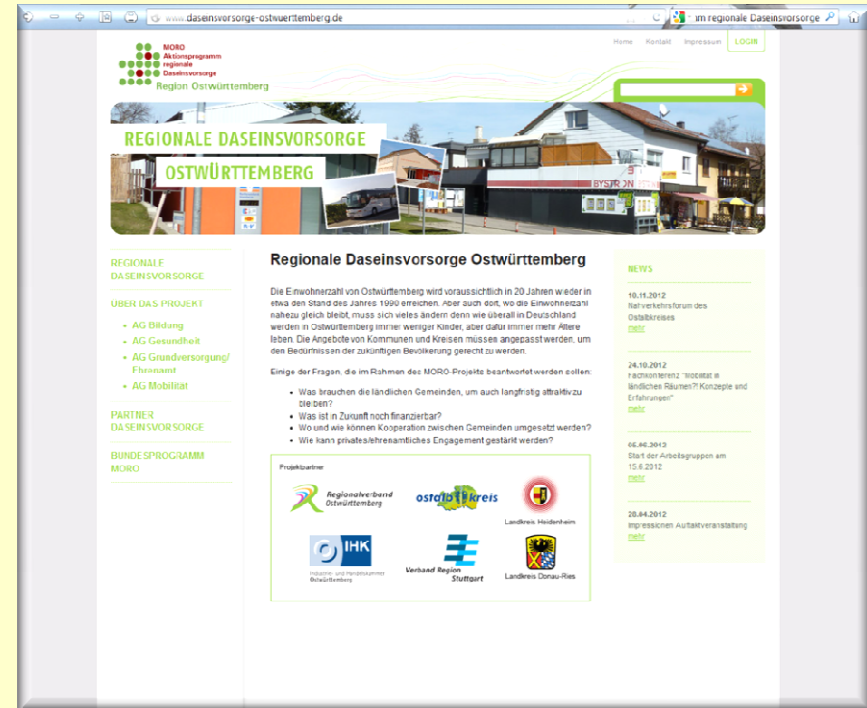 www.daseinsvorsorge-ostwuerttemberg.de
im regionale Daseinsvorsorge
Home Kontakt Impressum LOGIN
MORO
Aktionsprogramm
regionale
Daseinsvorsorge
Region Ostwürttemberg
REGIONALE DASEINSVORSORGE
OSTWÜRTTEMBERG
REGIONALE
DASEINSVORSORGE
ÜBER DAS PROJEKT
AG Bildung
AG Gesundheit
AG Grundversorgung/
Ehrenamt
AG Mobilität
PARTNER
DASEINSVORSORGE
BUNDESPROGRAMM
MORO
Regionale Daseinsvorsorge Ostwürttemberg
Die Einwohnerzahl von Ostwürttemberg wird voraussichtlich in 20 Jahren wieder in
etwa den Stand des Jahres 1990 erreichen. Aber auch dort, wo die Einwohnerzahl
nahezu gleich bleibt, muss sich vieles ändern denn wie überall in Deutschland
werden in Ostwürttemberg immer weniger Kinder, aber dafür immer mehr Ältere
leben. Die Angebote von Kommunen und Kreisen müssen angepasst werden, um
den Bedürfnissen der zukünftigen Bevölkerung gerecht zu werden.
Einige der Fragen, die im Rahmen des MORO-Projekts beantwortet werden sollen:
Was brauchen die ländlichen Gemeinden, um auch langfristig attraktiv zu
bleiben?
Was ist in Zukunft noch finanzierbar?
Wo und wie können Kooperation zwischen Gemeinden umgesetzt werden?
Wie kann privates/ehrenamtliches Engagement gestärkt werden?
Projektpartner
Regionalverband
Ostwürttemberg
ostalbkreis
Landkreis Heidenheim
IHK
Industrie- und Handelskammer
Ostwürttemberg
Verband Region
Stuttgart
Landkreis Donau-Ries
NEWS
10.11.2012
Nahverkehrsforum des
Ostalbkreises
mehr
24.10.2012
Fachkonferenz "Mobilität in
ländlichen Räumen?! Konzepte und
Erfahrungen"
mehr
Start der Arbeitsgruppen am
15.6.2012
mehr
20.04.2012
Impressionen Auftaktveranstaltung
mehr